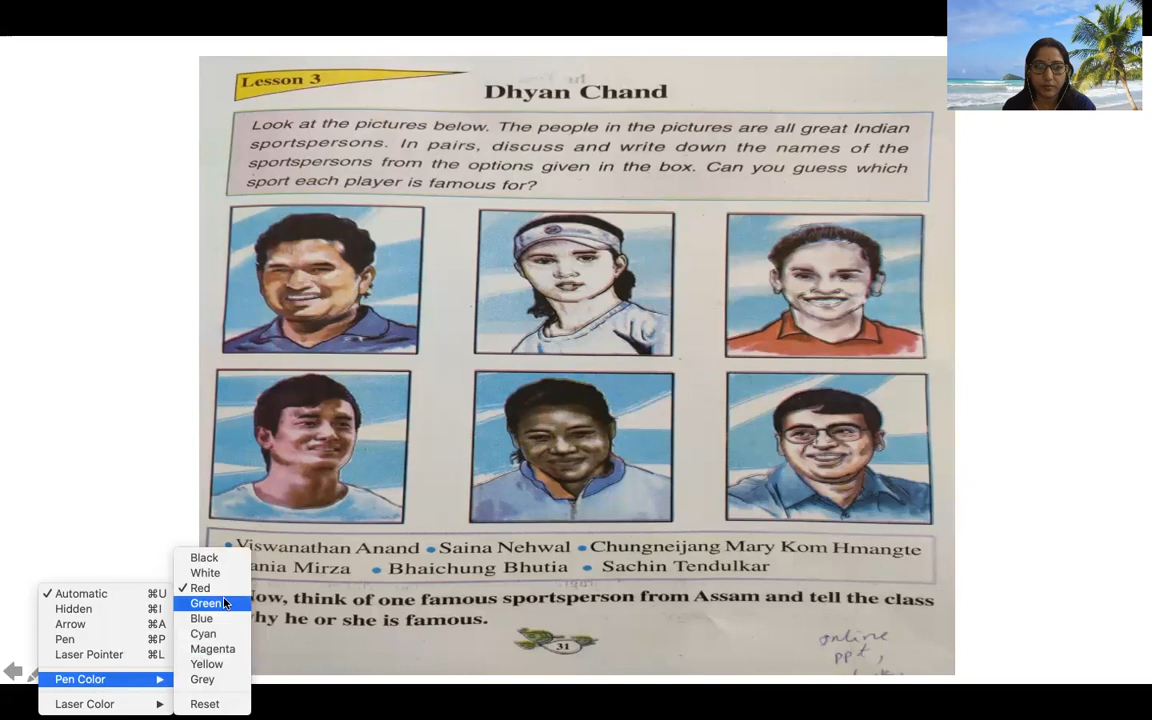 Lesson 3
Dhyan Chand
Look at the pictures below. The people in the pictures are all great Indian
sportspersons. In pairs, discuss and write down the names of the
sportspersons from the options given in the box. Can you guess which
sport each player is famous for?
Viswanathan Anand • Saina Nehwal • Chungneijang Mary Kom Hmangte
ania Mirza • Bhaichung Bhutia • Sachin Tendulkar
ow, think of one famous sportsperson from Assam and tell the class
hy he or she is famous.
31
online
ppt,
✓ Automatic ⌘U
Hidden ⌘I
Arrow ⌘A
Pen ⌘P
Laser Pointer ⌘L
Pen Color
Laser Color
Black
White
✓ Red
Green
Blue
Cyan
Magenta
Yellow
Grey
Reset